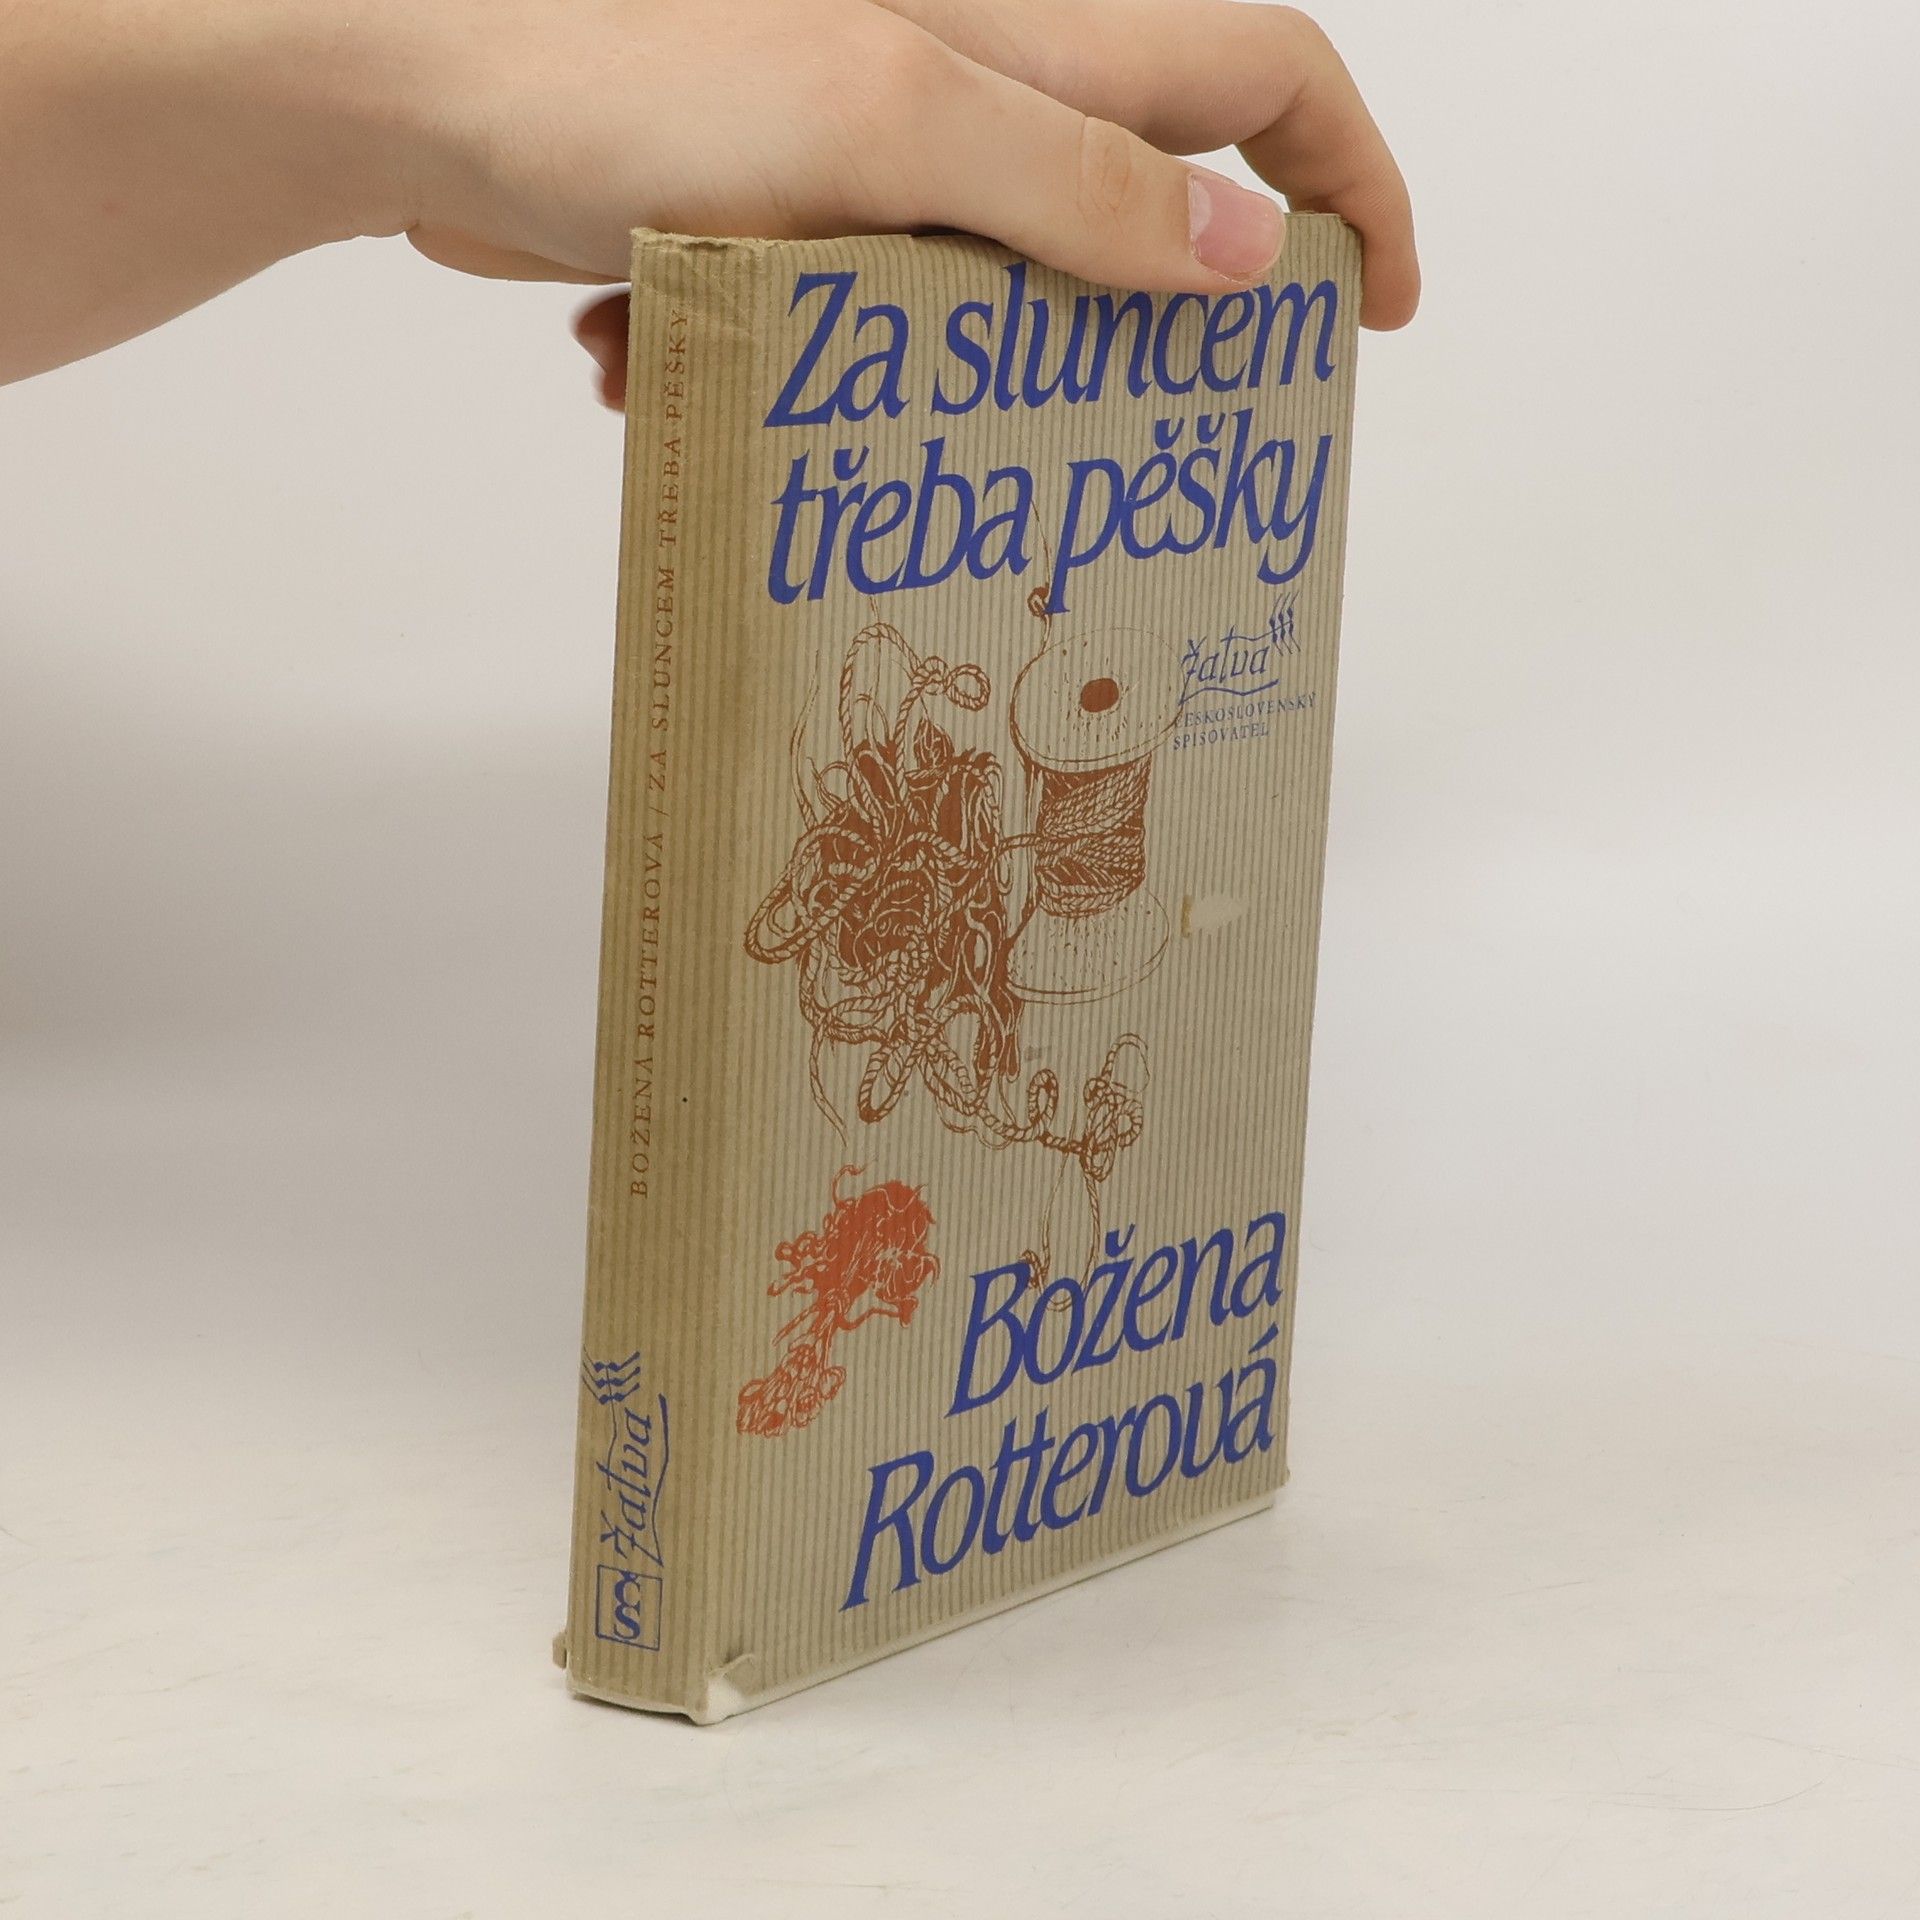 Za sluncem
třeba pěšky
Žatva
ČESKOSLOVENSKÝ
SPISOVATEL
Božena
Rotterová
BOŽENA ROTTEROVÁ / ZA SLUNCEM TŘEBA PĚŠKY
Žatva
ČS